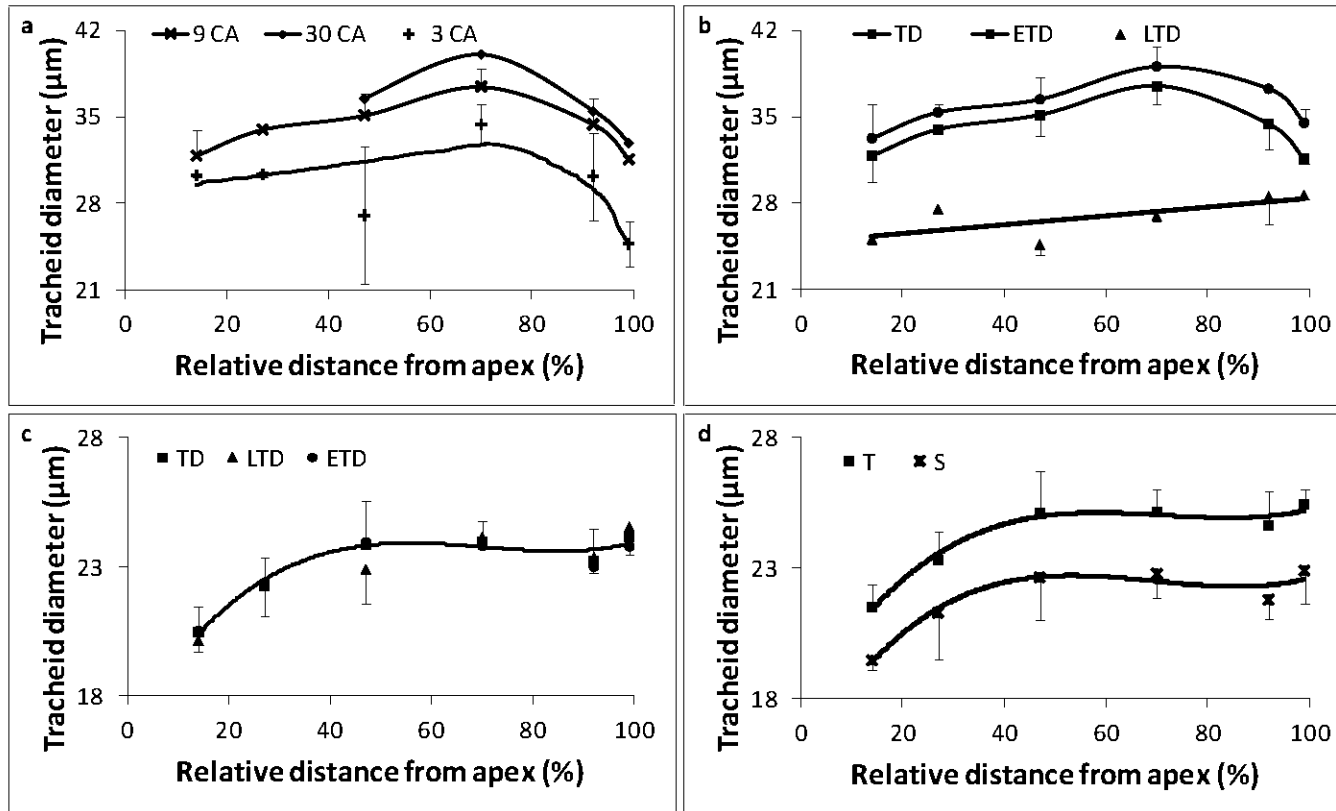 a
9 CA 30 CA 3 CA
Tracheid diameter (μm)
42
35
28
21
0 20 40 60 80 100
Relative distance from apex (%)
b
TD ETD LTD
Tracheid diameter (μm)
42
35
28
21
0 20 40 60 80 100
Relative distance from apex (%)
c
TD LTD ETD
Tracheid diameter (μm)
28
23
18
0 20 40 60 80 100
Relative distance from apex (%)
d
T S
Tracheid diameter (μm)
28
23
18
0 20 40 60 80 100
Relative distance from apex (%)